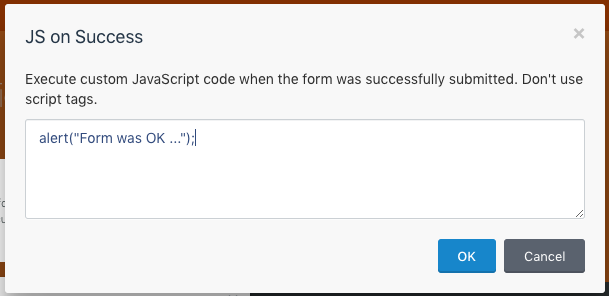 JS on Success
×
Execute custom JavaScript code when the form was successfully submitted. Don't use
script tags.
alert("Form was OK ...");
OK
Cancel